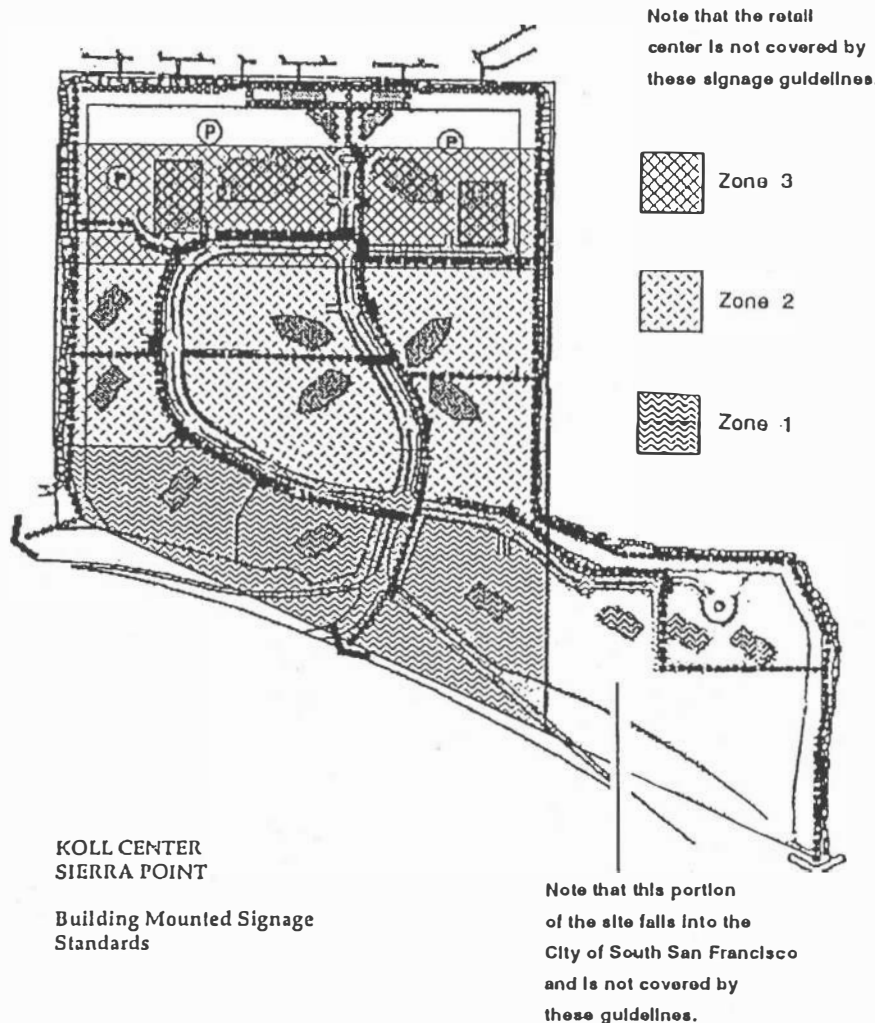 Note that the retail
center is not covered by
these signage guidelines.
P
P
P
Zone 3
Zone 2
Zone 1
KOLL CENTER
SIERRA POINT
Building Mounted Signage
Standards
Note that this portion
of the site falls into the
City of South San Francisco
and is not covered by
these guidelines.